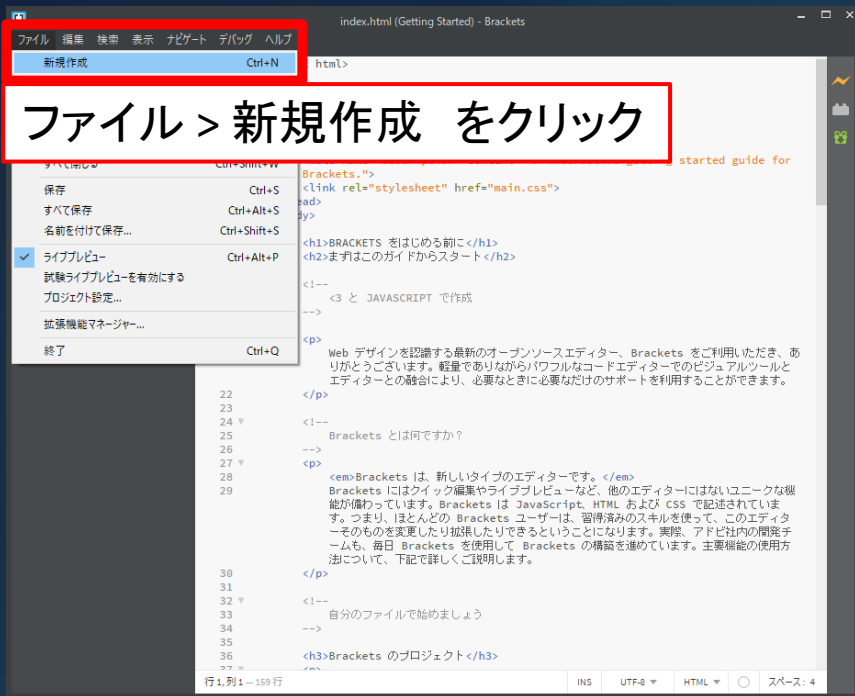 index.html (Getting Started) - Brackets
ファイル 編集 検索 表示 ナビゲート デバッグ ヘルプ
新規作成 Ctrl+N
html>
ファイル > 新規作成 をクリック
すべて閉じる Ctrl+Shift+W
started guide for
Brackets.">
保存 Ctrl+S
<link rel="stylesheet" href="main.css">
ead>
すべて保存 Ctrl+Alt+S
dy>
名前を付けて保存... Ctrl+Shift+S
<h1>BRACKETS をはじめる前に</h1>
ライブプレビュー Ctrl+Alt+P
<h2>まずはこのガイドからスタート</h2>
試験ライブプレビューを有効にする
<!--
プロジェクト設定...
<3 と JAVASCRIPT で作成
-->
拡張機能マネージャー...
<p>
終了 Ctrl+Q
Web デザインを認識する最新のオープンソースエディター、Brackets をご利用いただき、あ
りがとうございます。軽量でありながらパワフルなコードエディターでのビジュアルツールと
エディターとの融合により、必要なときに必要なだけのサポートを利用することができます。
22 </p>
23
24 <!--
25 Brackets とは何ですか?
26 -->
27 <p>
28 <em>Brackets は、新しいタイプのエディターです。</em>
29 Brackets にはクイック編集やライブプレビューなど、他のエディターにはないユニークな機
能が備わっています。Brackets は JavaScript、HTML および CSS で記述されていま
す。つまり、ほとんどの Brackets ユーザーは、習得済みのスキルを使って、このエディタ
ーそのものを変更したり拡張したりできるということになります。実際、アドビ社内の開発チ
ームも、毎日 Brackets を使用して Brackets の構築を進めています。主要機能の使用方
法について、下記で詳しくご説明します。
30 </p>
31
32 <!--
33 自分のファイルで始めましょう
34 -->
35
36 <h3>Brackets のプロジェクト</h3>
37 <p>
行 1, 列 1 — 159 行 INS UTF-8 HTML スペース: 4